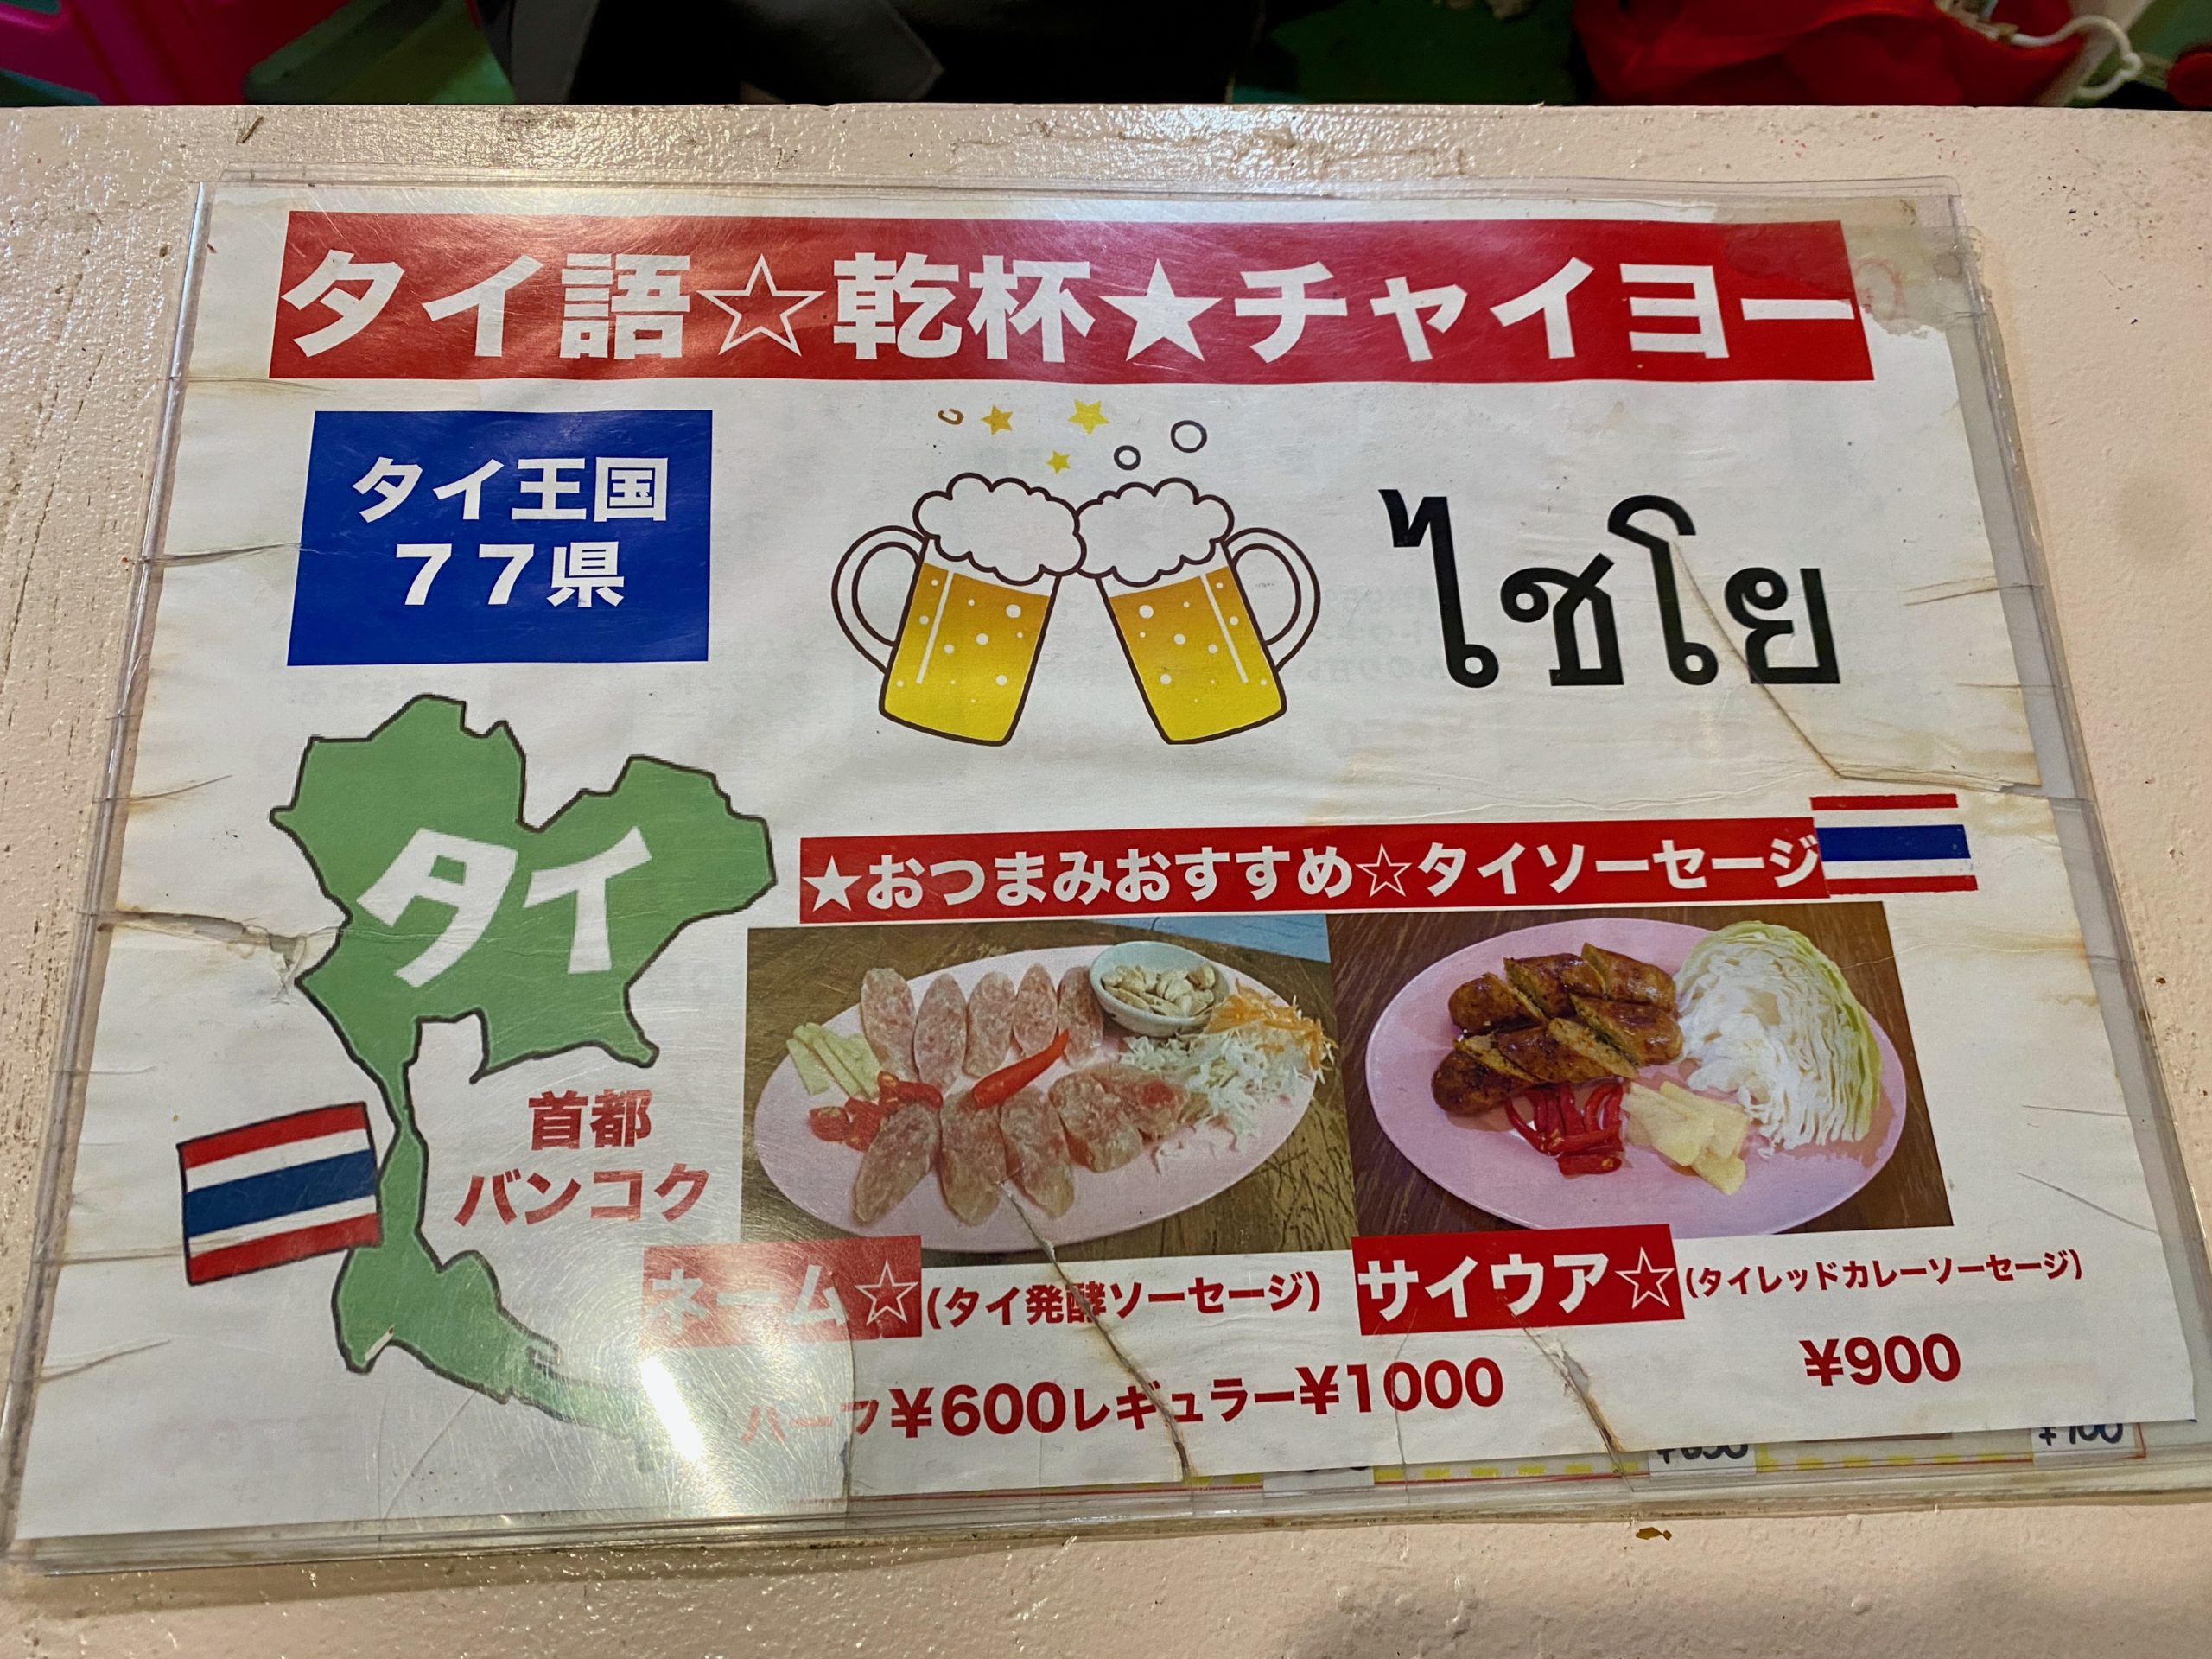 タイ語☆乾杯★チャイヨー
タイ王国
７７県
ไชโย
タイ
首都
バンコク
★おつまみおすすめ☆タイソーセージ
ネーム☆(タイ発酵ソーセージ)
ハーフ¥600レギュラー¥1000
サイウア☆(タイレッドカレーソーセージ)
¥900